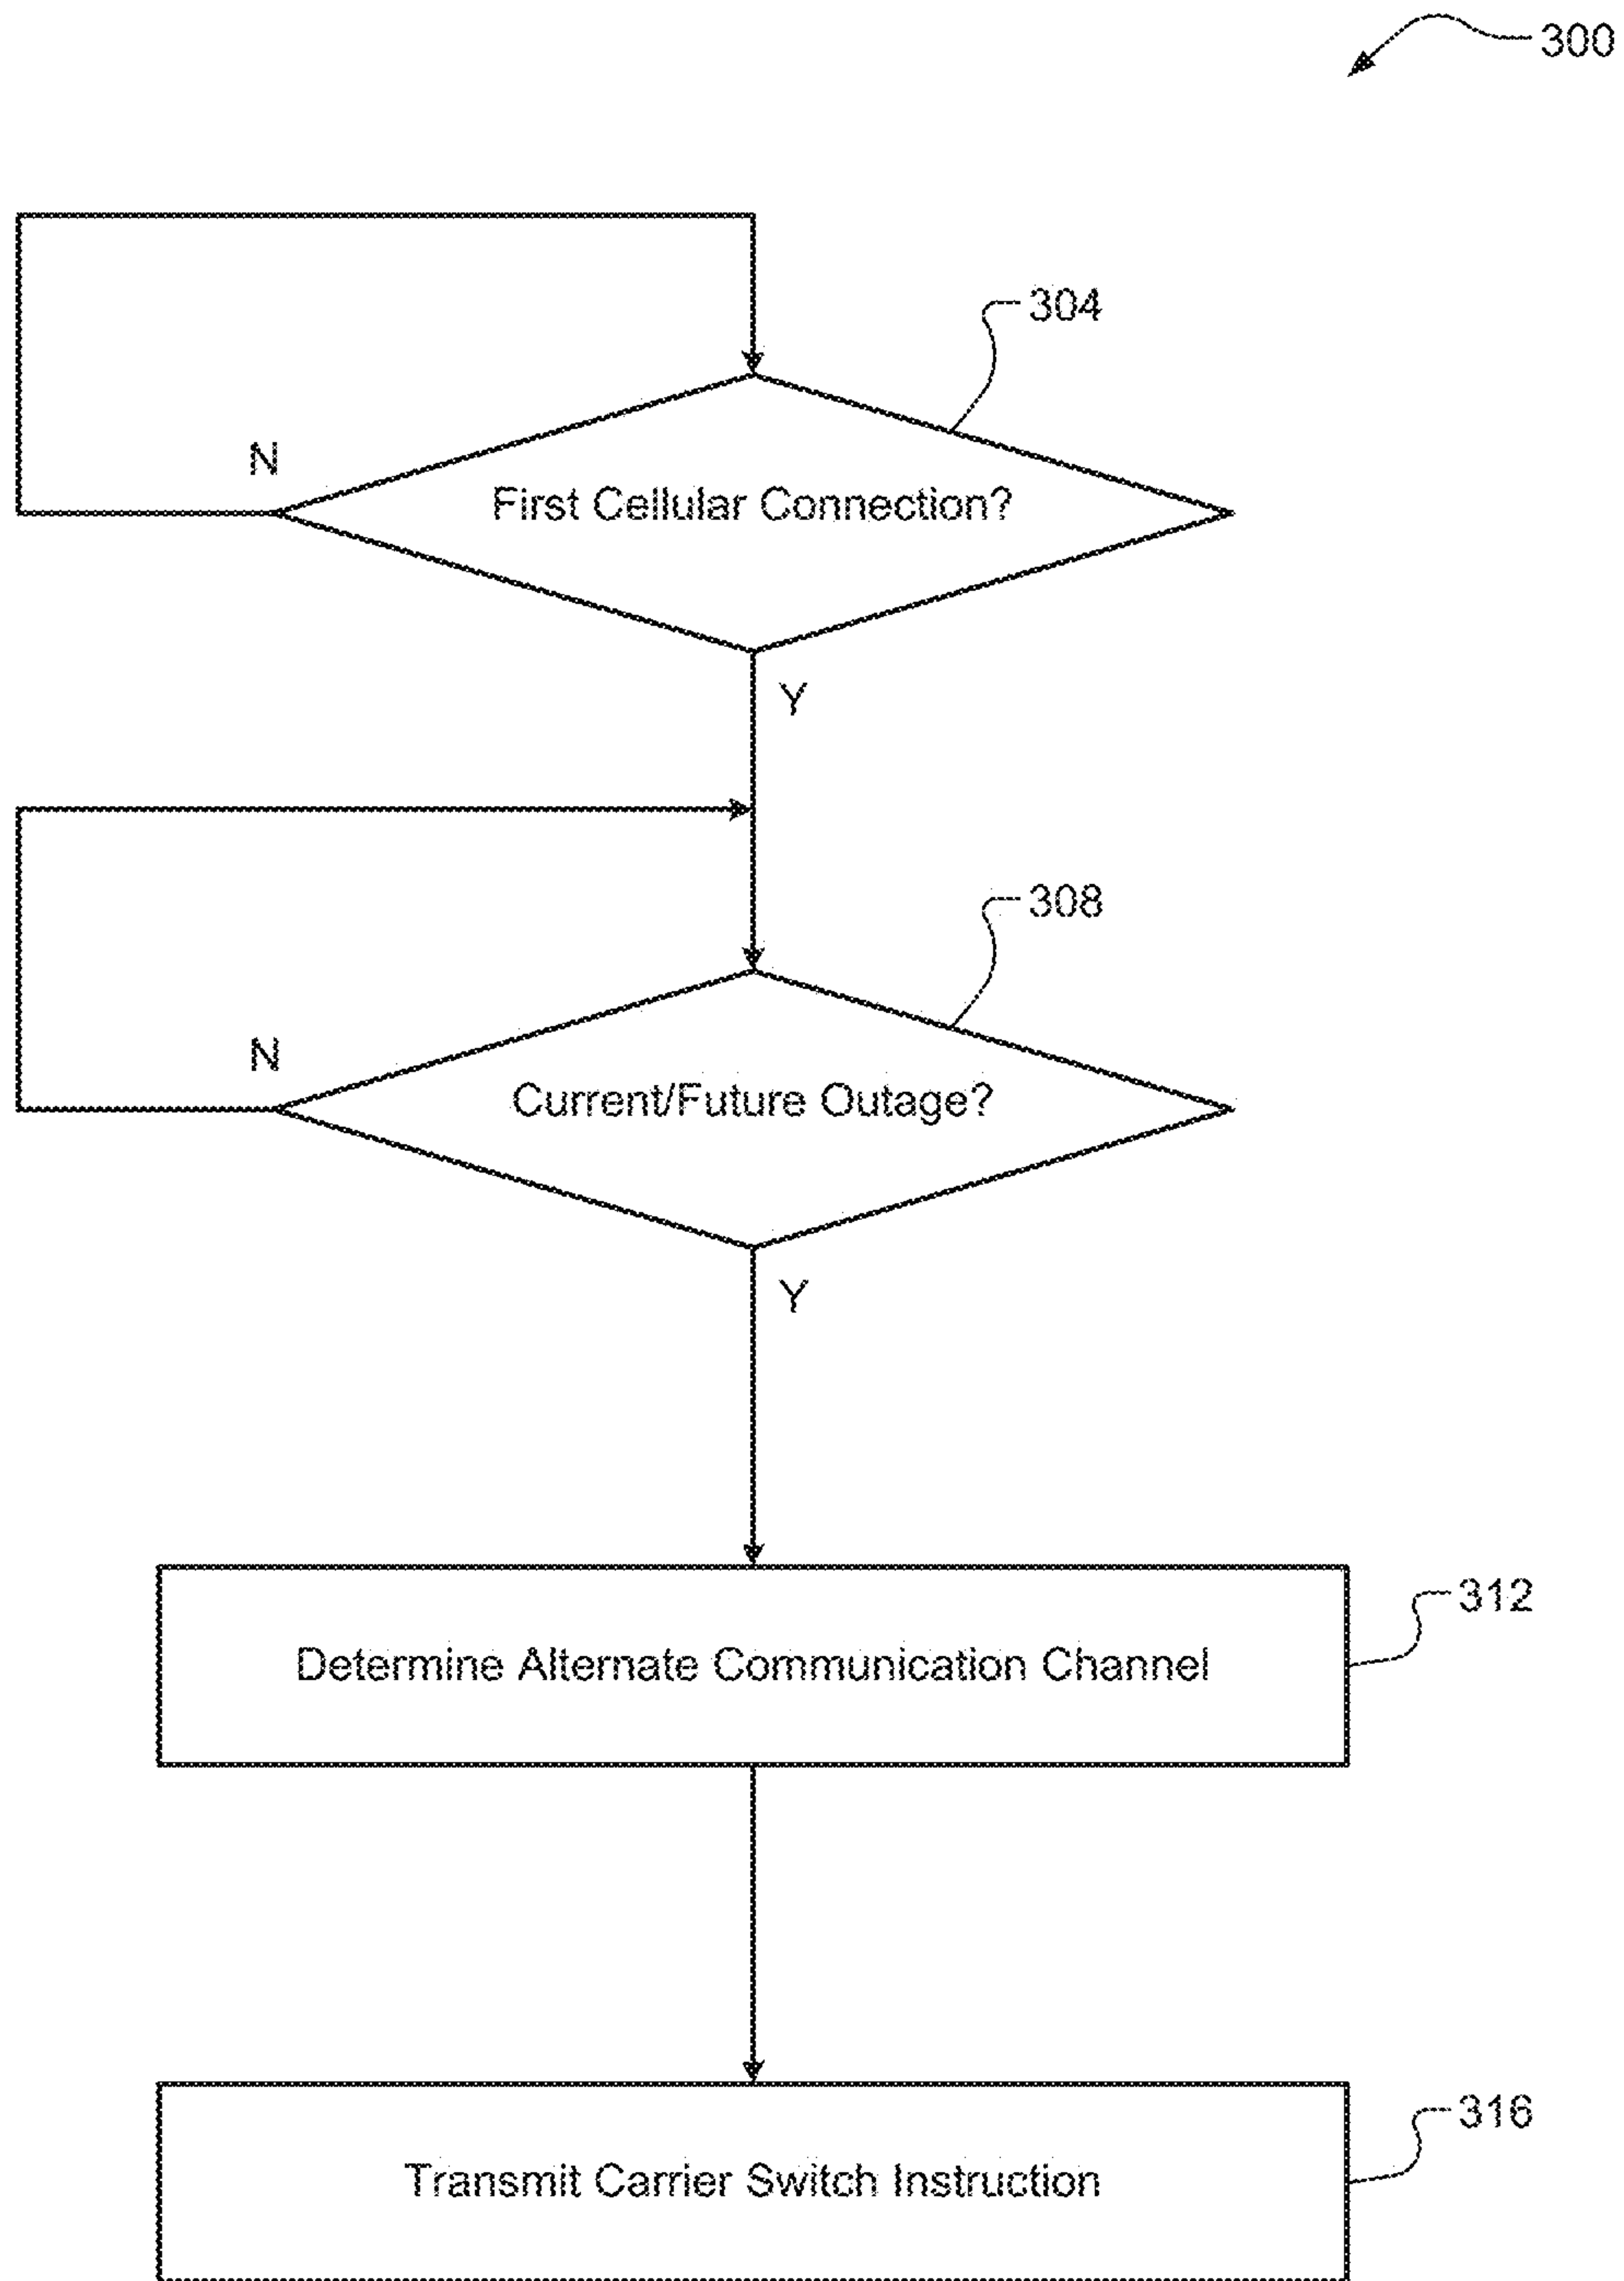 300
304
N
First Cellular Connection?
Y
308
N
Current/Future Outage?
Y
312
Determine Alternate Communication Channel
316
Transmit Carrier Switch Instruction